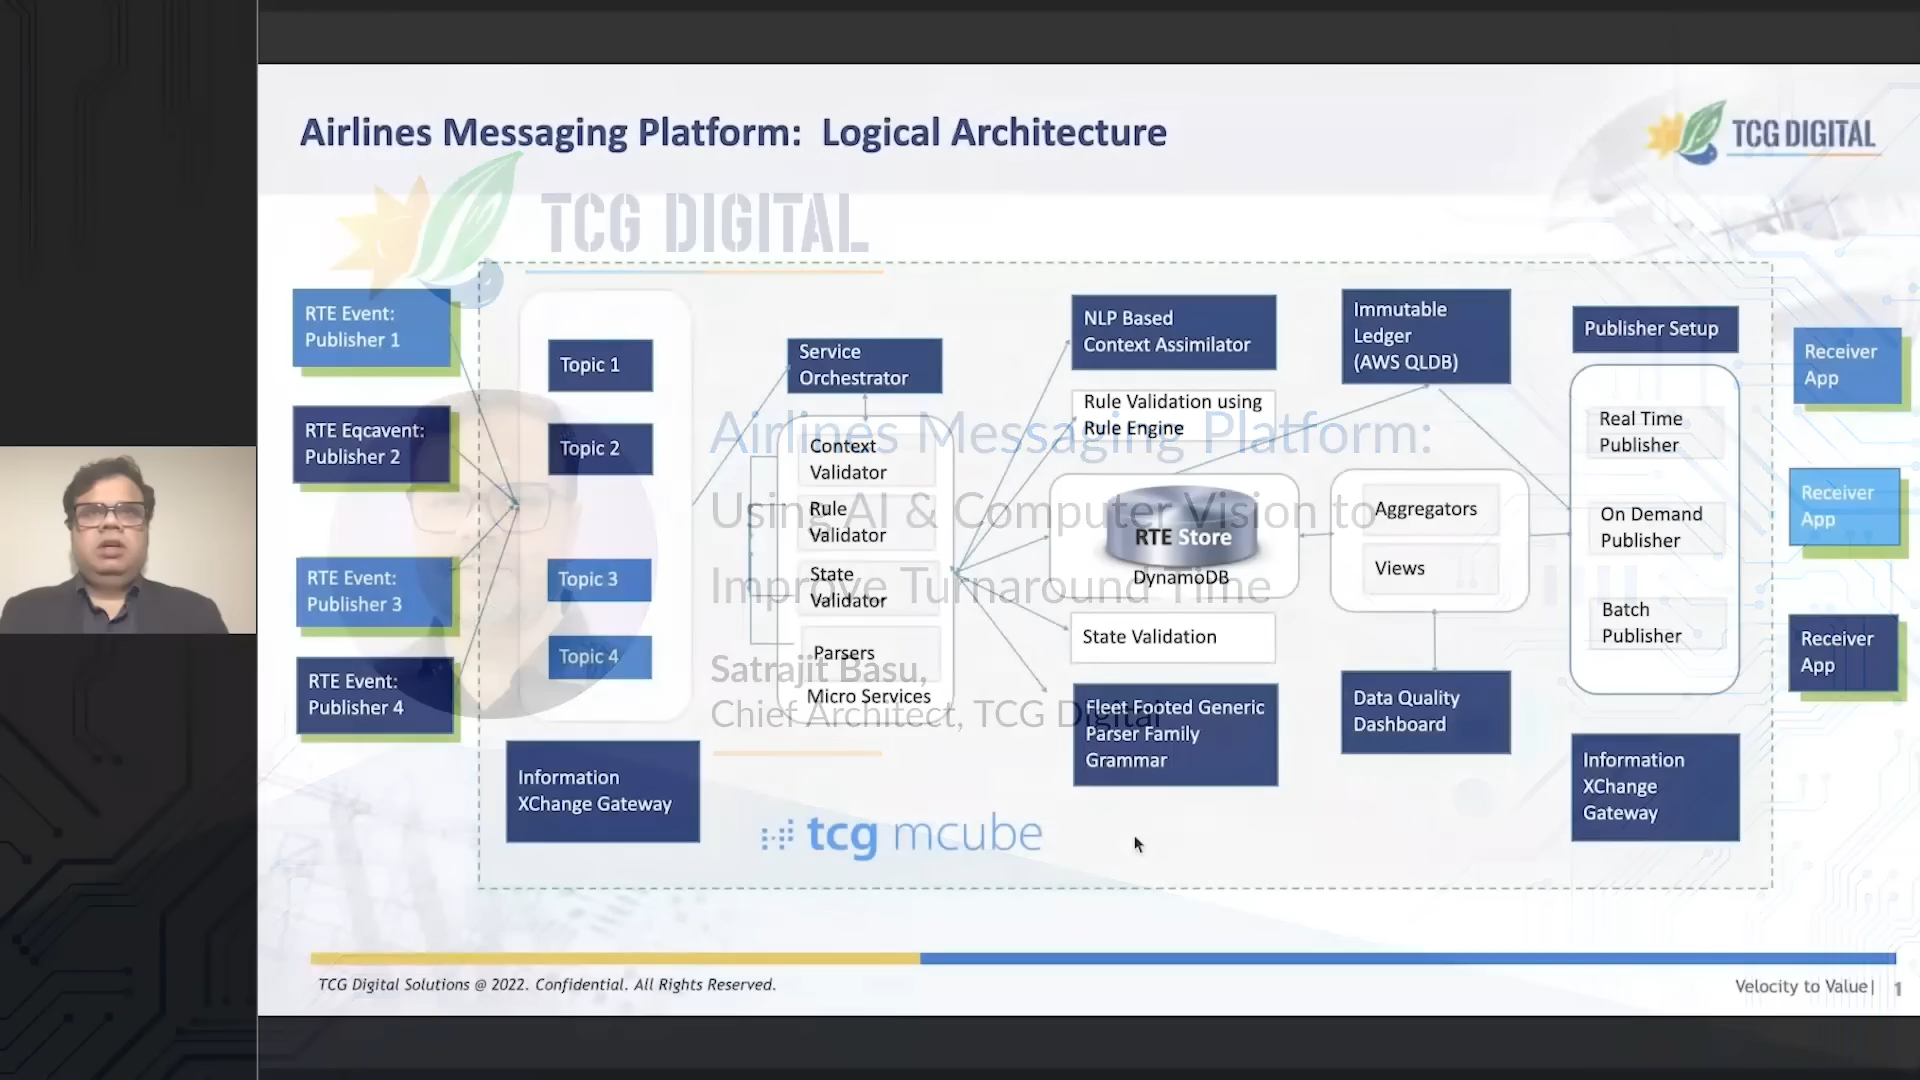 Airlines Messaging Platform: Logical Architecture
TCG DIGITAL
TCG DIGITAL
RTE Event:
Publisher 1
RTE Eqcavent:
Publisher 2
RTE Event:
Publisher 3
RTE Event:
Publisher 4
Topic 1
Topic 2
Topic 3
Topic 4
Information
XChange Gateway
Service
Orchestrator
Context
Validator
Rule
Validator
State
Validator
Parsers
Micro Services
NLP Based
Context Assimilator
Rule Validation using
Rule Engine
RTE Store
DynamoDB
State Validation
Fleet Footed Generic
Parser Family
Grammar
Immutable
Ledger
(AWS QLDB)
Aggregators
Views
Data Quality
Dashboard
Publisher Setup
Real Time
Publisher
On Demand
Publisher
Batch
Publisher
Information
XChange
Gateway
Receiver
App
Receiver
App
Receiver
App
Airlines Messaging Platform:
Using AI & Computer Vision to
Improve Turnaround Time
Satrajit Basu,
Chief Architect, TCG Digital
tcg mcube
TCG Digital Solutions @ 2022. Confidential. All Rights Reserved.
Velocity to Value| 1